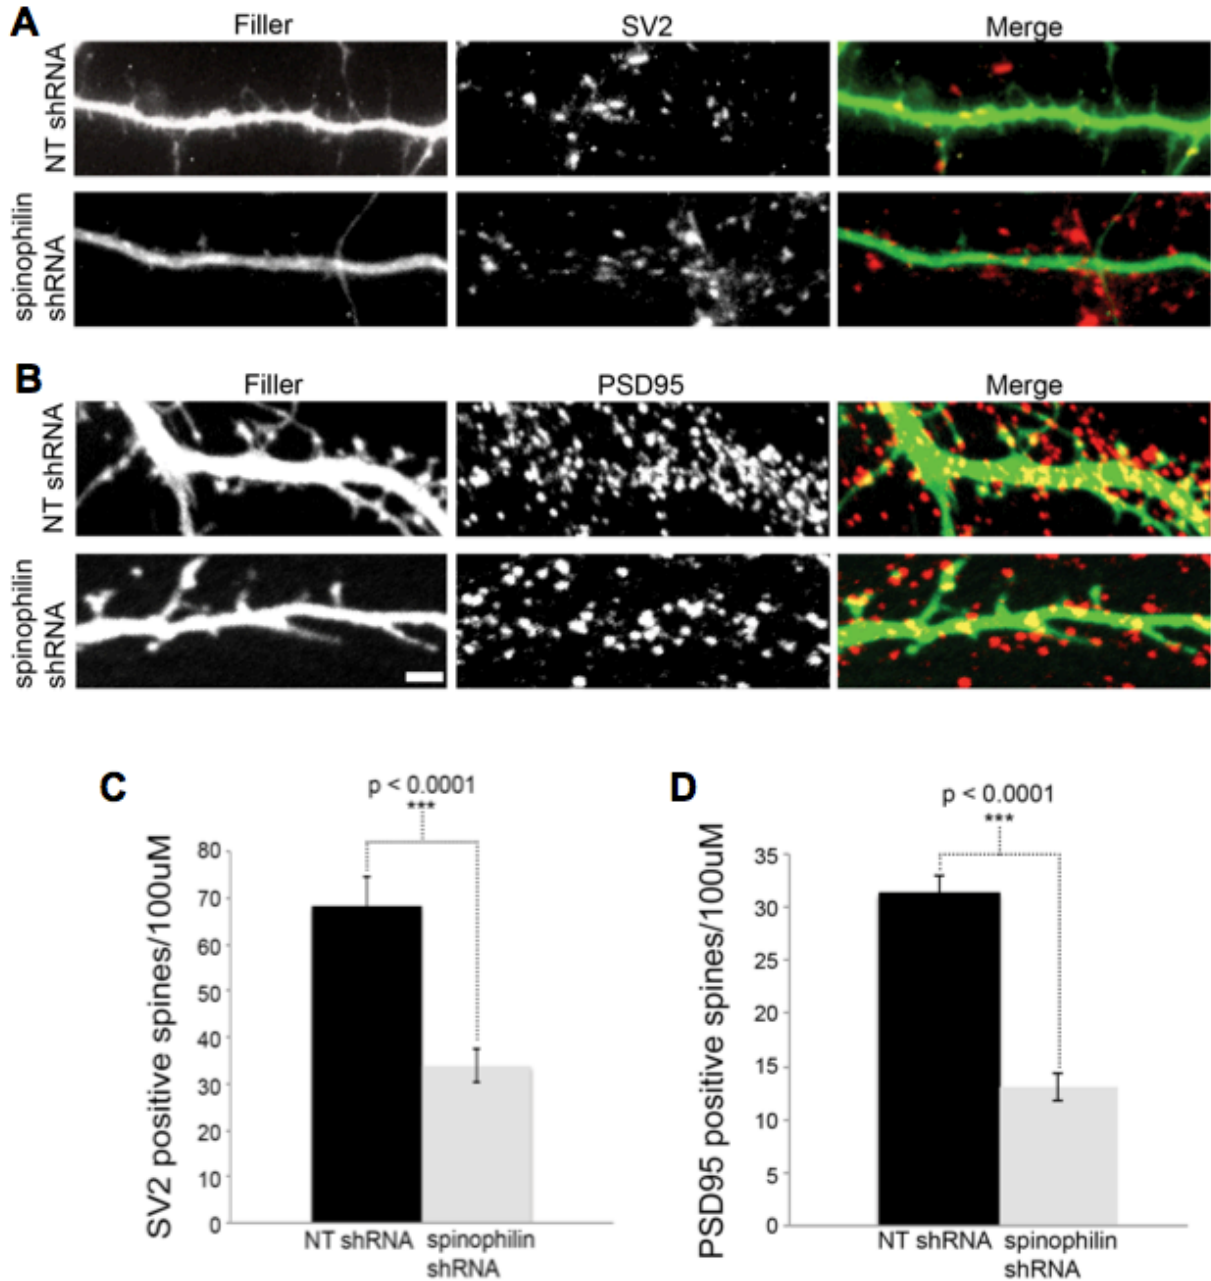 A
Filler
SV2
Merge
NT shRNA
spinophilin
shRNA
B
Filler
PSD95
Merge
NT shRNA
spinophilin
shRNA
C
p < 0.0001
***
SV2 positive spines/100uM
80
70
60
50
40
30
20
10
0
NT shRNA
spinophilin
shRNA
D
p < 0.0001
***
PSD95 positive spines/100uM
35
30
25
20
15
10
5
0
NT shRNA
spinophilin
shRNA